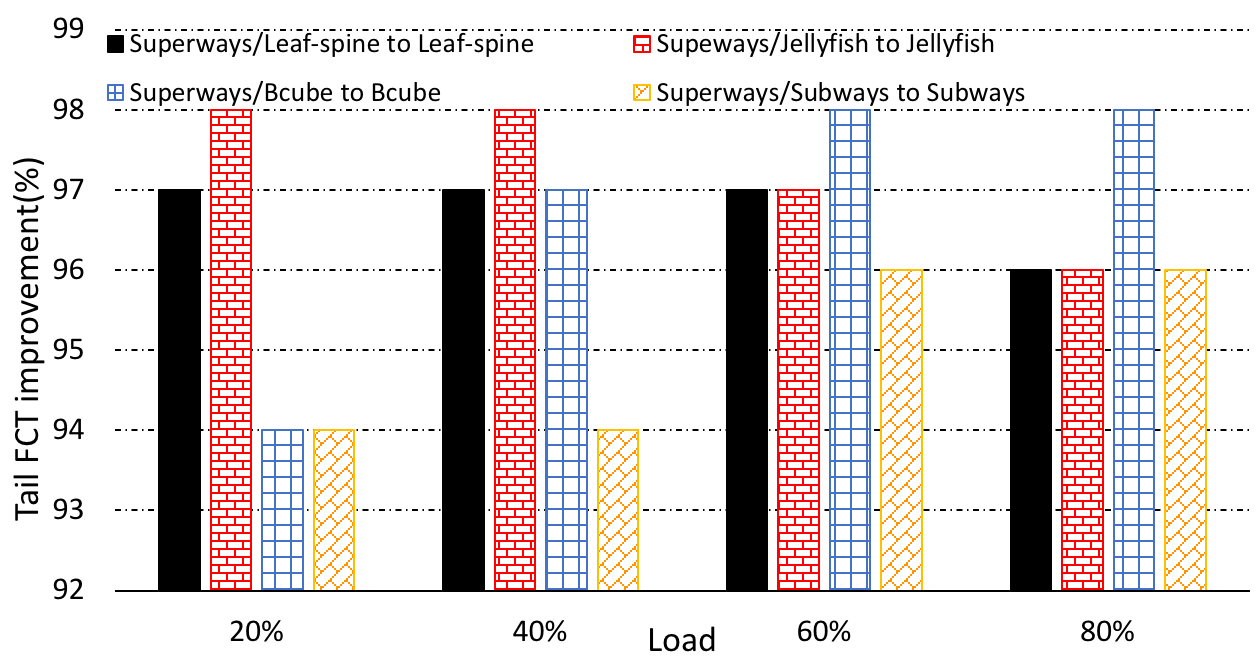 99
Superways/Leaf-spine to Leaf-spine
Supeways/Jellyfish to Jellyfish
Superways/Bcube to Bcube
Superways/Subways to Subways
98
97
96
95
94
93
92
Tail FCT improvement(%)
20%
40%
60%
80%
Load